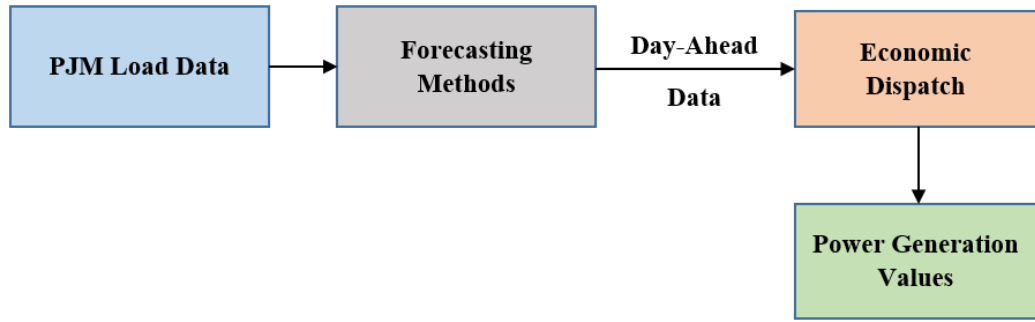 PJM Load Data
Forecasting
Methods
Day-Ahead
Data
Economic
Dispatch
Power Generation
Values